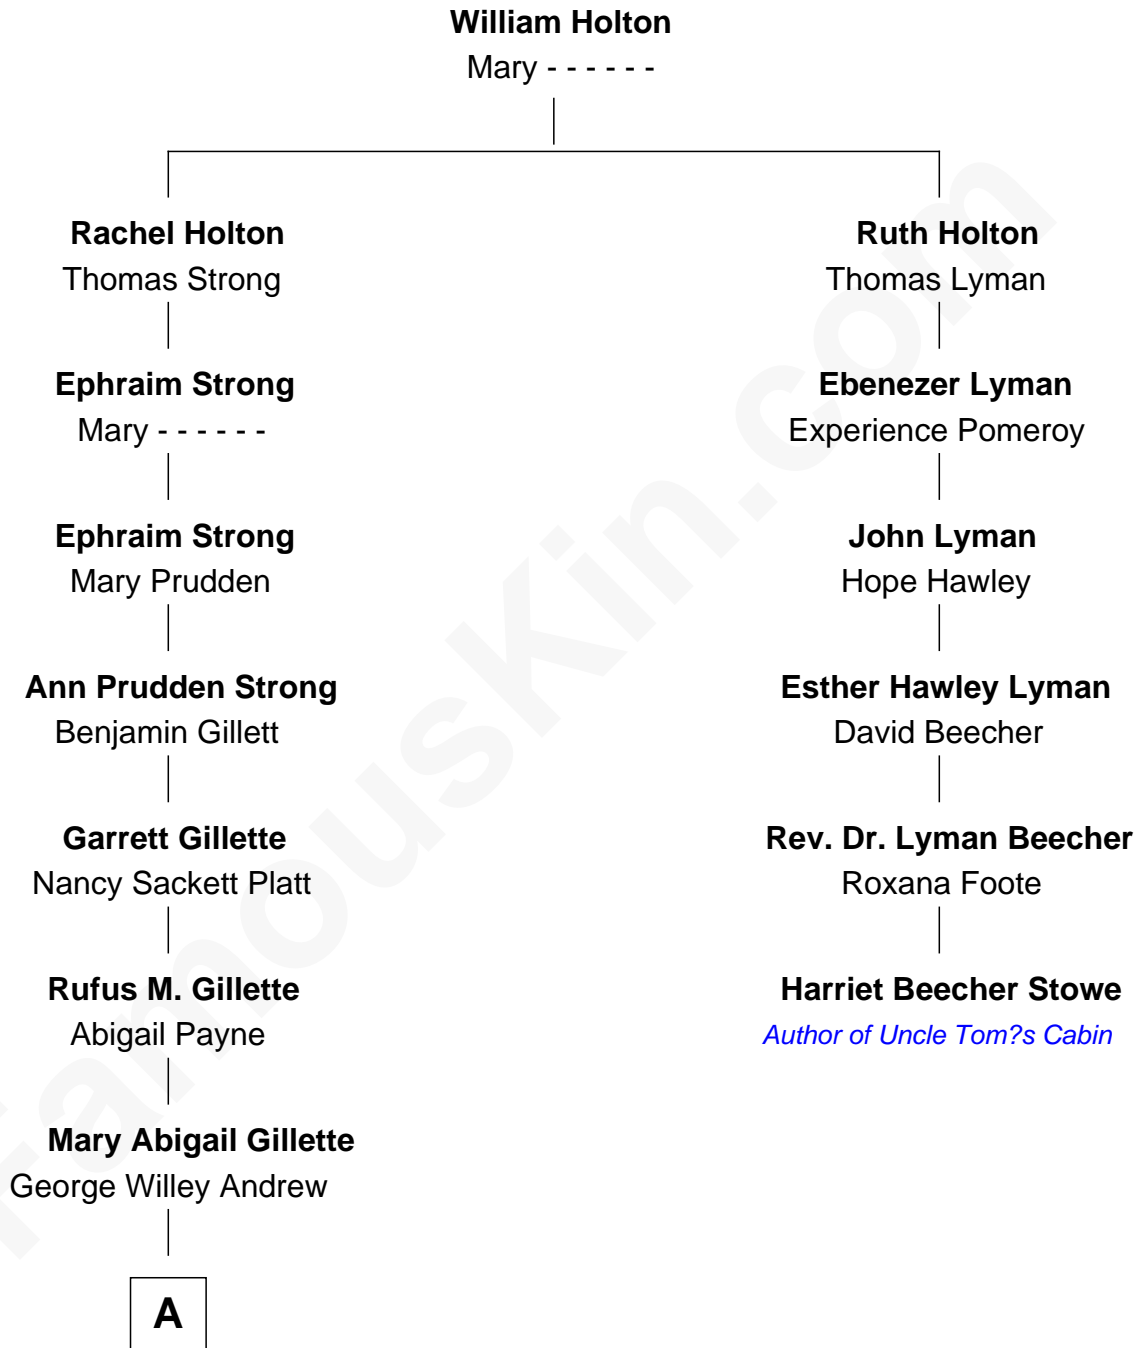 William Holton
Mary - - - - - -
Rachel Holton
Thomas Strong
Ruth Holton
Thomas Lyman
Ephraim Strong
Mary - - - - - -
Ebenezer Lyman
Experience Pomeroy
Ephraim Strong
Mary Prudden
John Lyman
Hope Hawley
Ann Prudden Strong
Benjamin Gillett
Esther Hawley Lyman
David Beecher
Garrett Gillette
Nancy Sackett Platt
Rev. Dr. Lyman Beecher
Roxana Foote
Rufus M. Gillette
Abigail Payne
Harriet Beecher Stowe
Author of Uncle Tom?s Cabin
Mary Abigail Gillette
George Willey Andrew
A
FamousKin.com